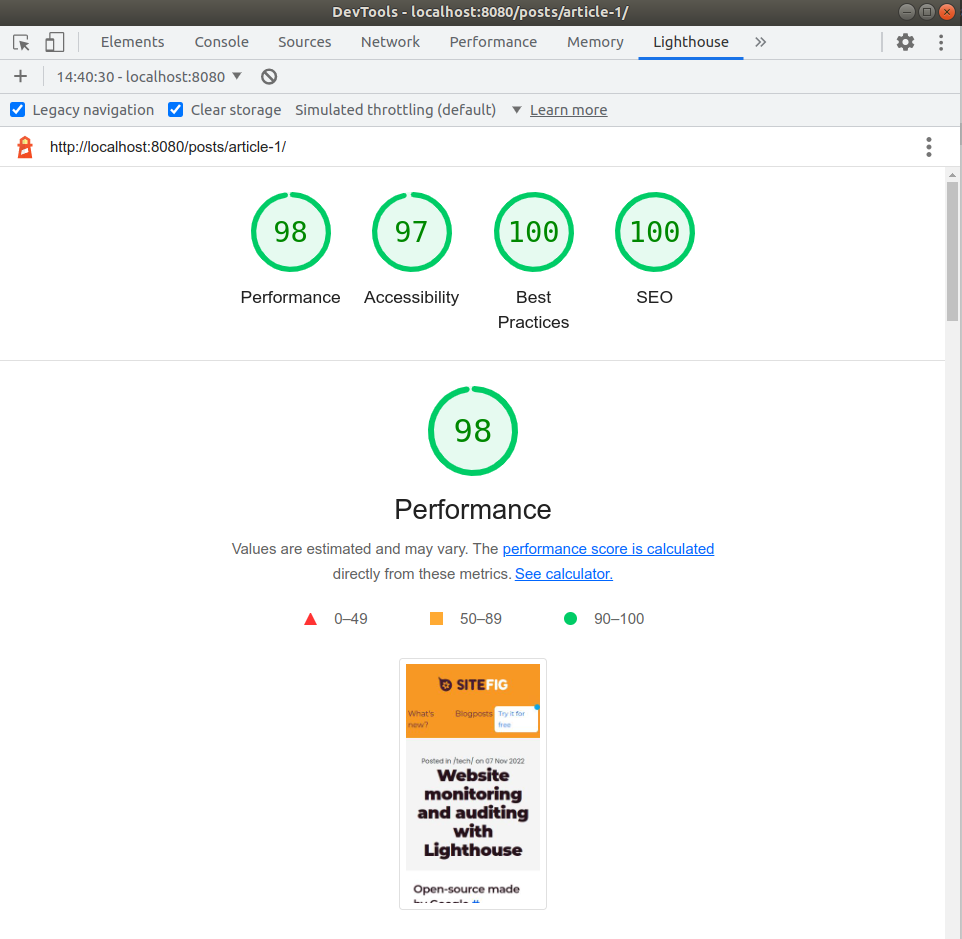 DevTools - localhost:8080/posts/article-1/
Elements Console Sources Network Performance Memory Lighthouse
14:40:30 - localhost:8080
Legacy navigation Clear storage Simulated throttling (default) Learn more
http://localhost:8080/posts/article-1/
98 97 100 100
Performance Accessibility Best Practices SEO
98
Performance
Values are estimated and may vary. The performance score is calculated
directly from these metrics. See calculator.
0–49 50–89 90–100
SITEFIG
What's new? Blogposts Try it for free
Posted in /tech/ on 07 Nov 2022
Website
monitoring
and auditing
with
Lighthouse
Open-source made
by Google #